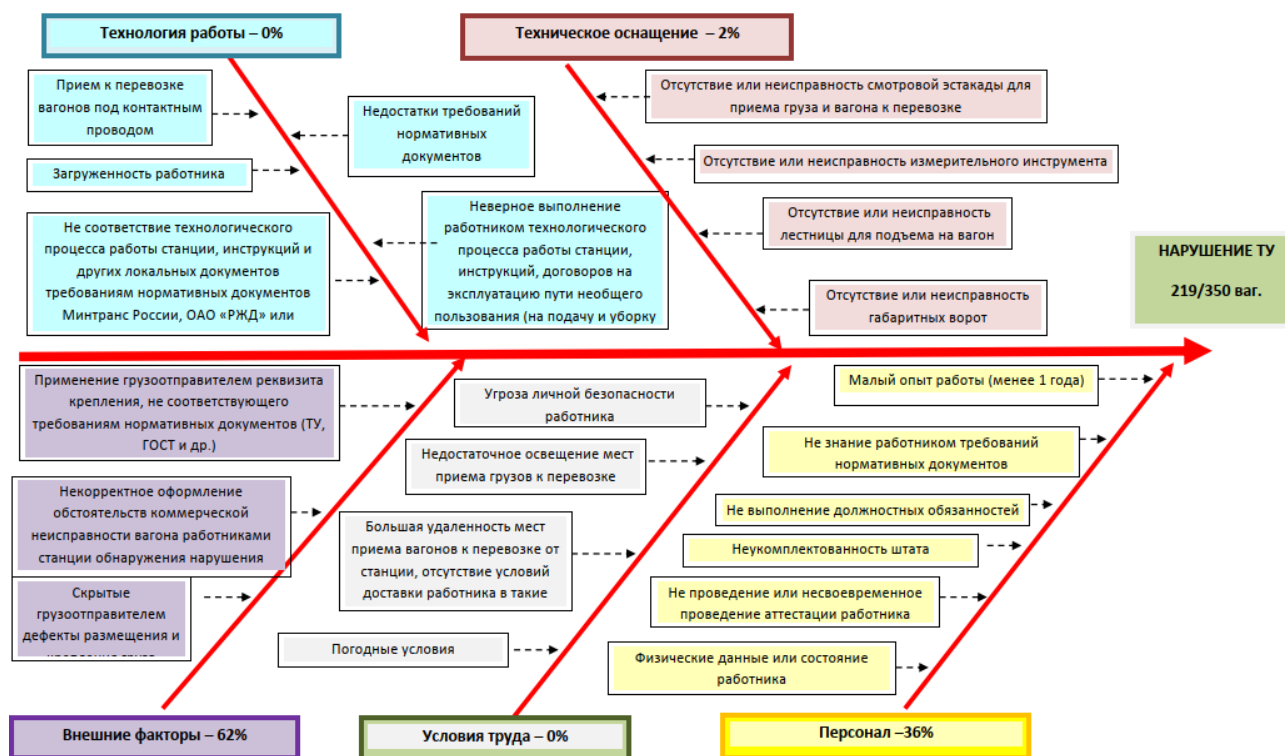 Технология работы – 0%
Техническое оснащение – 2%
Прием к перевозке
вагонов под контактным
проводом
Недостатки требований
нормативных
документов
Загруженность работника
Не соответствие технологического
процесса работы станции, инструкций и
других локальных документов
требованиям нормативных документов
Минтранс России, ОАО «РЖД» или
Неверное выполнение
работником технологического
процесса работы станции,
инструкций, договоров на
эксплуатацию пути необщего
пользования (на подачу и уборку
Отсутствие или неисправность смотровой эстакады для
приема груза и вагона к перевозке
Отсутствие или неисправность измерительного инструмента
Отсутствие или неисправность
лестницы для подъема на вагон
Отсутствие или неисправность
габаритных ворот
НАРУШЕНИЕ ТУ
219/350 ваг.
Применение грузоотправителем реквизита
крепления, не соответствующего
требованиям нормативных документов (ТУ,
ГОСТ и др.)
Некорректное оформление
обстоятельств коммерческой
неисправности вагона работниками
станции обнаружения нарушения
Скрытые
грузоотправителем
дефекты размещения и
Угроза личной безопасности
работника
Недостаточное освещение мест
приема грузов к перевозке
Большая удаленность мест
приема вагонов к перевозке от
станции, отсутствие условий
доставки работника в такие
Погодные условия
Малый опыт работы (менее 1 года)
Не знание работником требований
нормативных документов
Не выполнение должностных обязанностей
Неукомплектованность штата
Не проведение или несвоевременное
проведение аттестации работника
Физические данные или состояние
работника
Внешние факторы – 62%
Условия труда – 0%
Персонал –36%